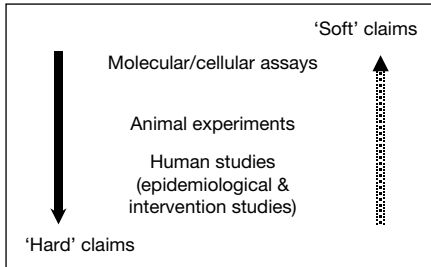 ‘Soft’ claims
Molecular/cellular assays
Animal experiments
Human studies
(epidemiological &
intervention studies)
‘Hard’ claims